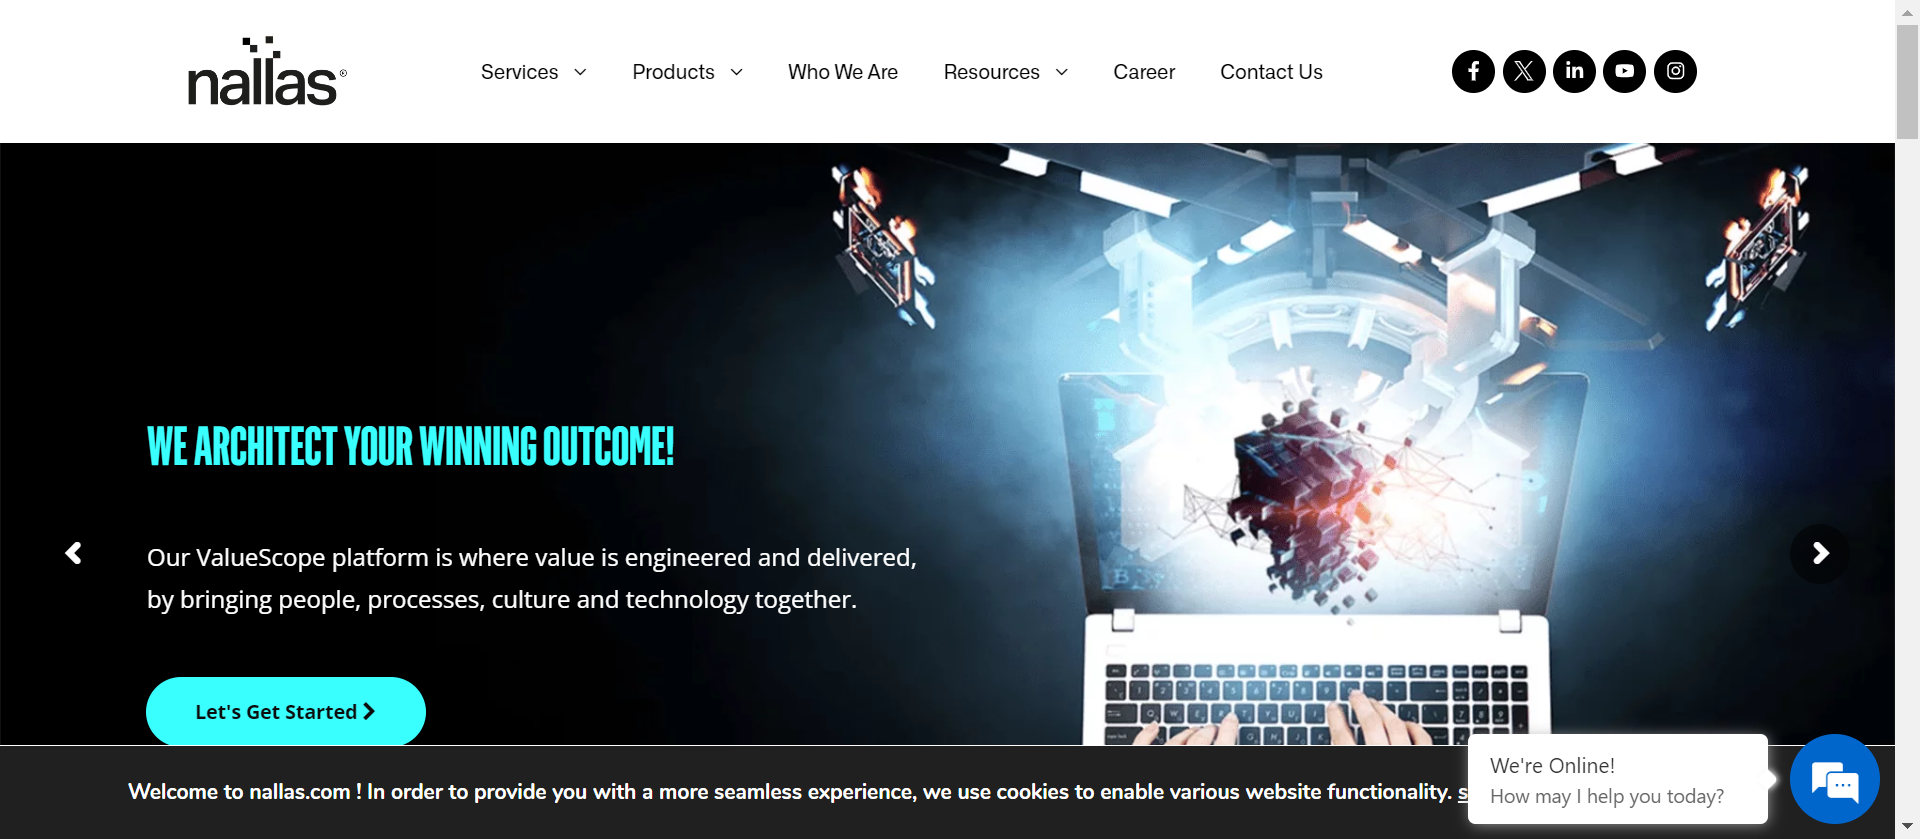 nallas®
Services
Products
Who We Are
Resources
Career
Contact Us
WE ARCHITECT YOUR WINNING OUTCOME!
Our ValueScope platform is where value is engineered and delivered,
by bringing people, processes, culture and technology together.
Let's Get Started
Welcome to nallas.com ! In order to provide you with a more seamless experience, we use cookies to enable various website functionality.
We're Online!
How may I help you today?